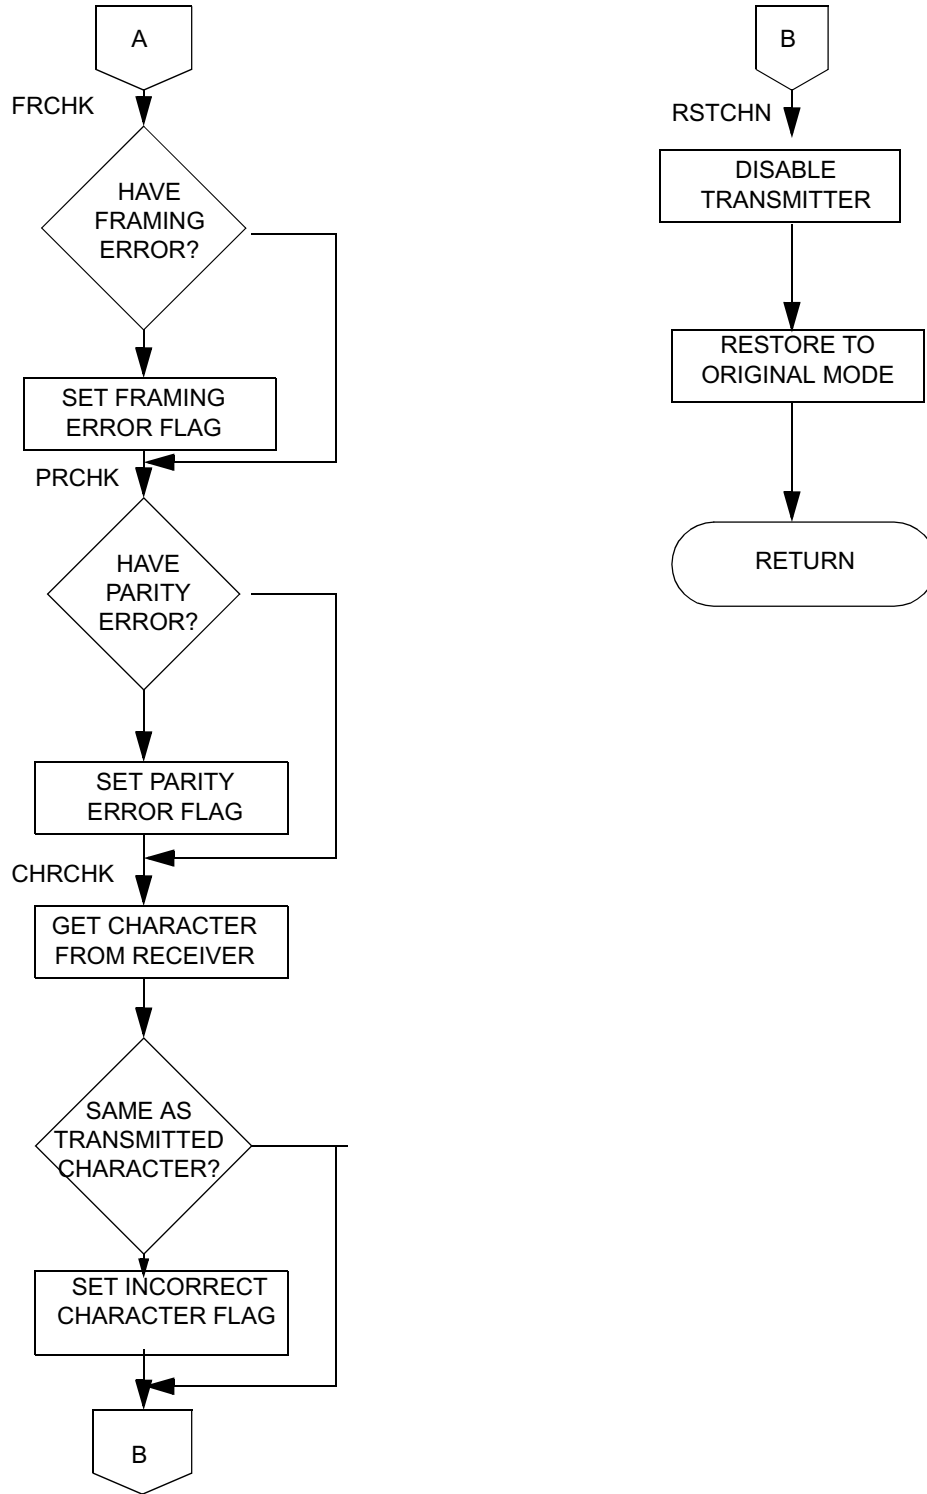 A
FRCHK
HAVE
FRAMING
ERROR?
SET FRAMING
ERROR FLAG
PRCHK
HAVE
PARITY
ERROR?
SET PARITY
ERROR FLAG
CHRCHK
GET CHARACTER
FROM RECEIVER
SAME AS
TRANSMITTED
CHARACTER?
SET INCORRECT
CHARACTER FLAG
B
B
RSTCHN
DISABLE
TRANSMITTER
RESTORE TO
ORIGINAL MODE
RETURN